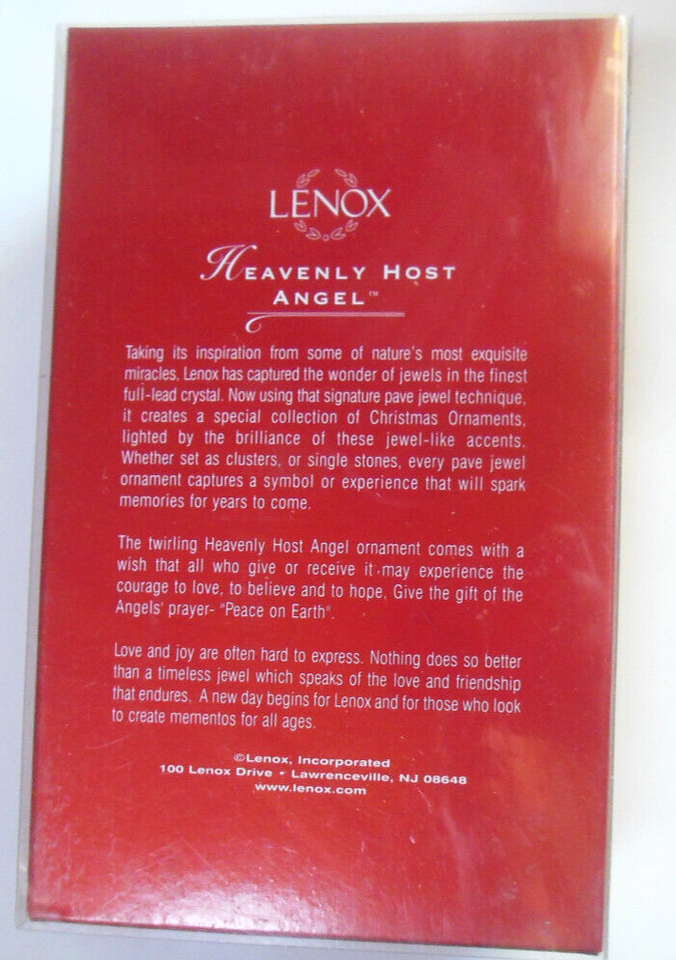 LENOX
HEAVENLY HOST
ANGEL™
Taking its inspiration from some of nature's most exquisite
miracles, Lenox has captured the wonder of jewels in the finest
full-lead crystal. Now using that signature pave jewel technique,
it creates a special collection of Christmas Ornaments,
lighted by the brilliance of these jewel-like accents.
Whether set as clusters, or single stones, every pave jewel
ornament captures a symbol or experience that will spark
memories for years to come.
The twirling Heavenly Host Angel ornament comes with a
wish that all who give or receive it may experience the
courage to love, to believe and to hope. Give the gift of the
Angels' prayer- "Peace on Earth".
Love and joy are often hard to express. Nothing does so better
than a timeless jewel which speaks of the love and friendship
that endures. A new day begins for Lenox and for those who look
to create mementos for all ages.
©Lenox, Incorporated
100 Lenox Drive • Lawrenceville, NJ 08648
www.lenox.com